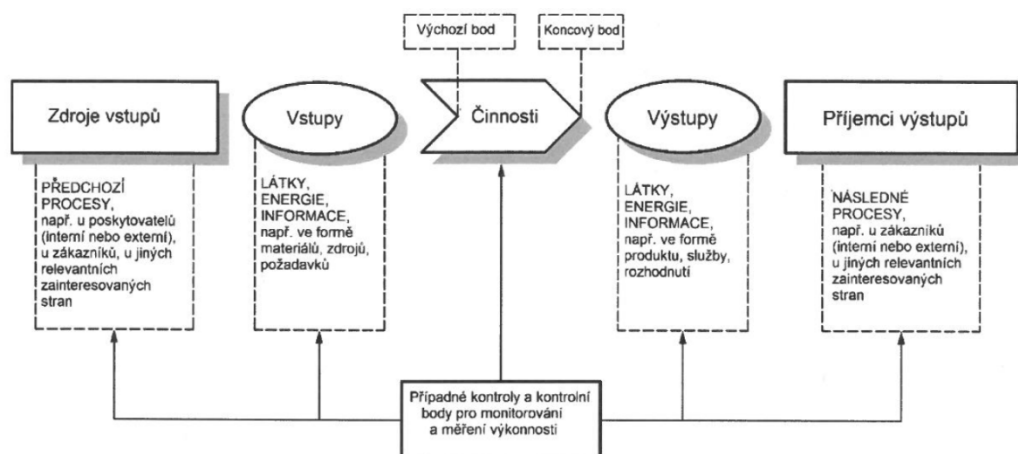 Výchozí bod
Koncový bod
Zdroje vstupů
Vstupy
Činnosti
Výstupy
Příjemci výstupů
PŘEDCHOZÍ
PROCESY,
např. u poskytovatelů
(interní nebo externí),
u zákazníků, u jiných
relevantních
zainteresovaných
stran
LÁTKY,
ENERGIE,
INFORMACE,
např. ve formě
materiálů, zdrojů,
požadavků
LÁTKY,
ENERGIE,
INFORMACE,
např. ve formě
produktu, služby,
rozhodnutí
NÁSLEDNÉ
PROCESY,
např. u zákazníků
(interní nebo externí),
u jiných relevantních
zainteresovaných
stran
Případné kontroly a kontrolní
body pro monitorování
a měření výkonnosti